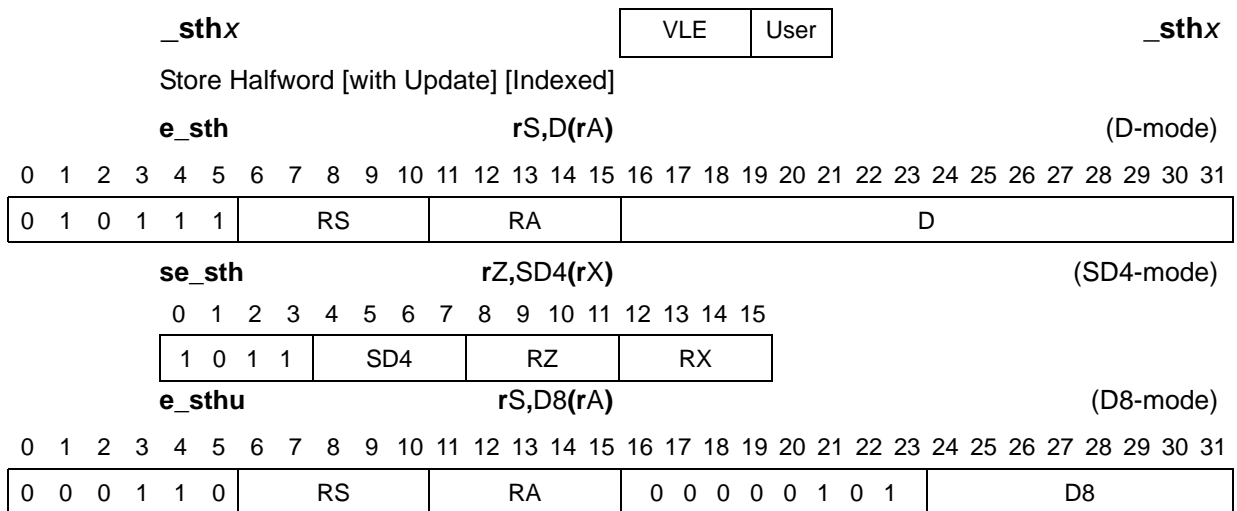 _sthx VLE User _sthx
Store Halfword [with Update] [Indexed]
e_sth rS,D(rA) (D-mode)
0 1 2 3 4 5 6 7 8 9 10 11 12 13 14 15 16 17 18 19 20 21 22 23 24 25 26 27 28 29 30 31
0 1 0 1 1 1 RS RA D
se_sth rZ,SD4(rX) (SD4-mode)
0 1 2 3 4 5 6 7 8 9 10 11 12 13 14 15
1 0 1 1 SD4 RZ RX
e_sthu rS,D8(rA) (D8-mode)
0 1 2 3 4 5 6 7 8 9 10 11 12 13 14 15 16 17 18 19 20 21 22 23 24 25 26 27 28 29 30 31
0 0 0 1 1 0 RS RA 0 0 0 0 0 1 0 1 D8